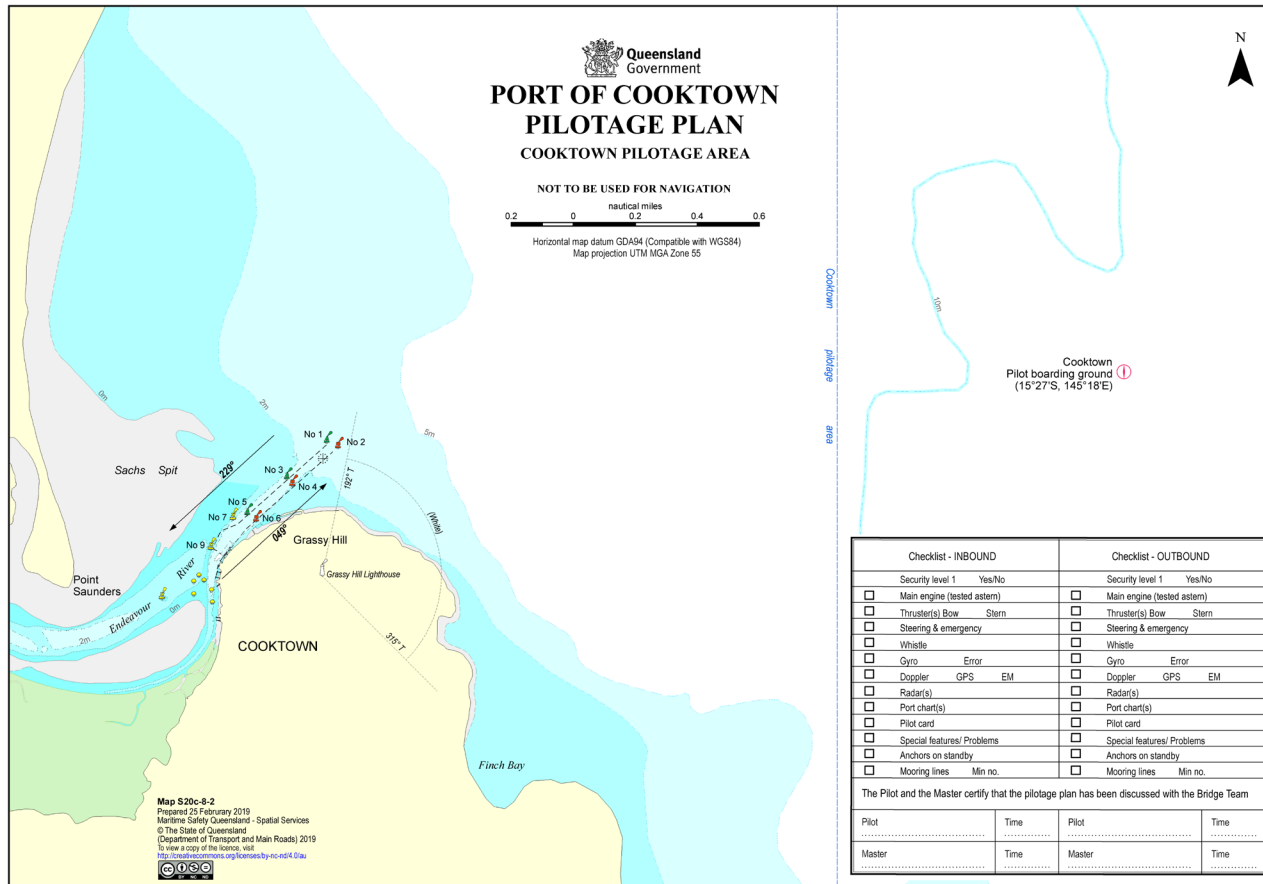 Queensland
Government
PORT OF COOKTOWN
PILOTAGE PLAN
COOKTOWN PILOTAGE AREA
NOT TO BE USED FOR NAVIGATION
nautical miles
0.2 0 0.2 0.4 0.6
Horizontal map datum GDA94 (Compatible with WGS84)
Map projection UTM MGA Zone 55
N
Cooktown pilotage area
10m
Cooktown
Pilot boarding ground
(15°27'S, 145°18'E)
0m
2m
5m
No 1
No 2
No 3
No 4
No 5
No 6
No 7
No 9
229°
049°
192° T
(White)
315° T
Sachs Spit
Grassy Hill
Grassy Hill Lighthouse
Point
Saunders
Endeavour River
0m
2m
COOKTOWN
Finch Bay
Map S20c-8-2
Prepared 25 Februrary 2019
Maritime Safety Queensland - Spatial Services
© The State of Queensland
(Department of Transport and Main Roads) 2019
To view a copy of the licence, visit
http://creativecommons.org/licenses/by-nc-nd/4.0/au
cc BY NC ND
Checklist - INBOUND
Security level 1 Yes/No
Main engine (tested astern)
Thruster(s) Bow Stern
Steering & emergency
Whistle
Gyro Error
Doppler GPS EM
Radar(s)
Port chart(s)
Pilot card
Special features/ Problems
Anchors on standby
Mooring lines Min no.
Checklist - OUTBOUND
Security level 1 Yes/No
Main engine (tested astern)
Thruster(s) Bow Stern
Steering & emergency
Whistle
Gyro Error
Doppler GPS EM
Radar(s)
Port chart(s)
Pilot card
Special features/ Problems
Anchors on standby
Mooring lines Min no.
The Pilot and the Master certify that the pilotage plan has been discussed with the Bridge Team
Pilot Time Pilot Time
Master Time Master Time